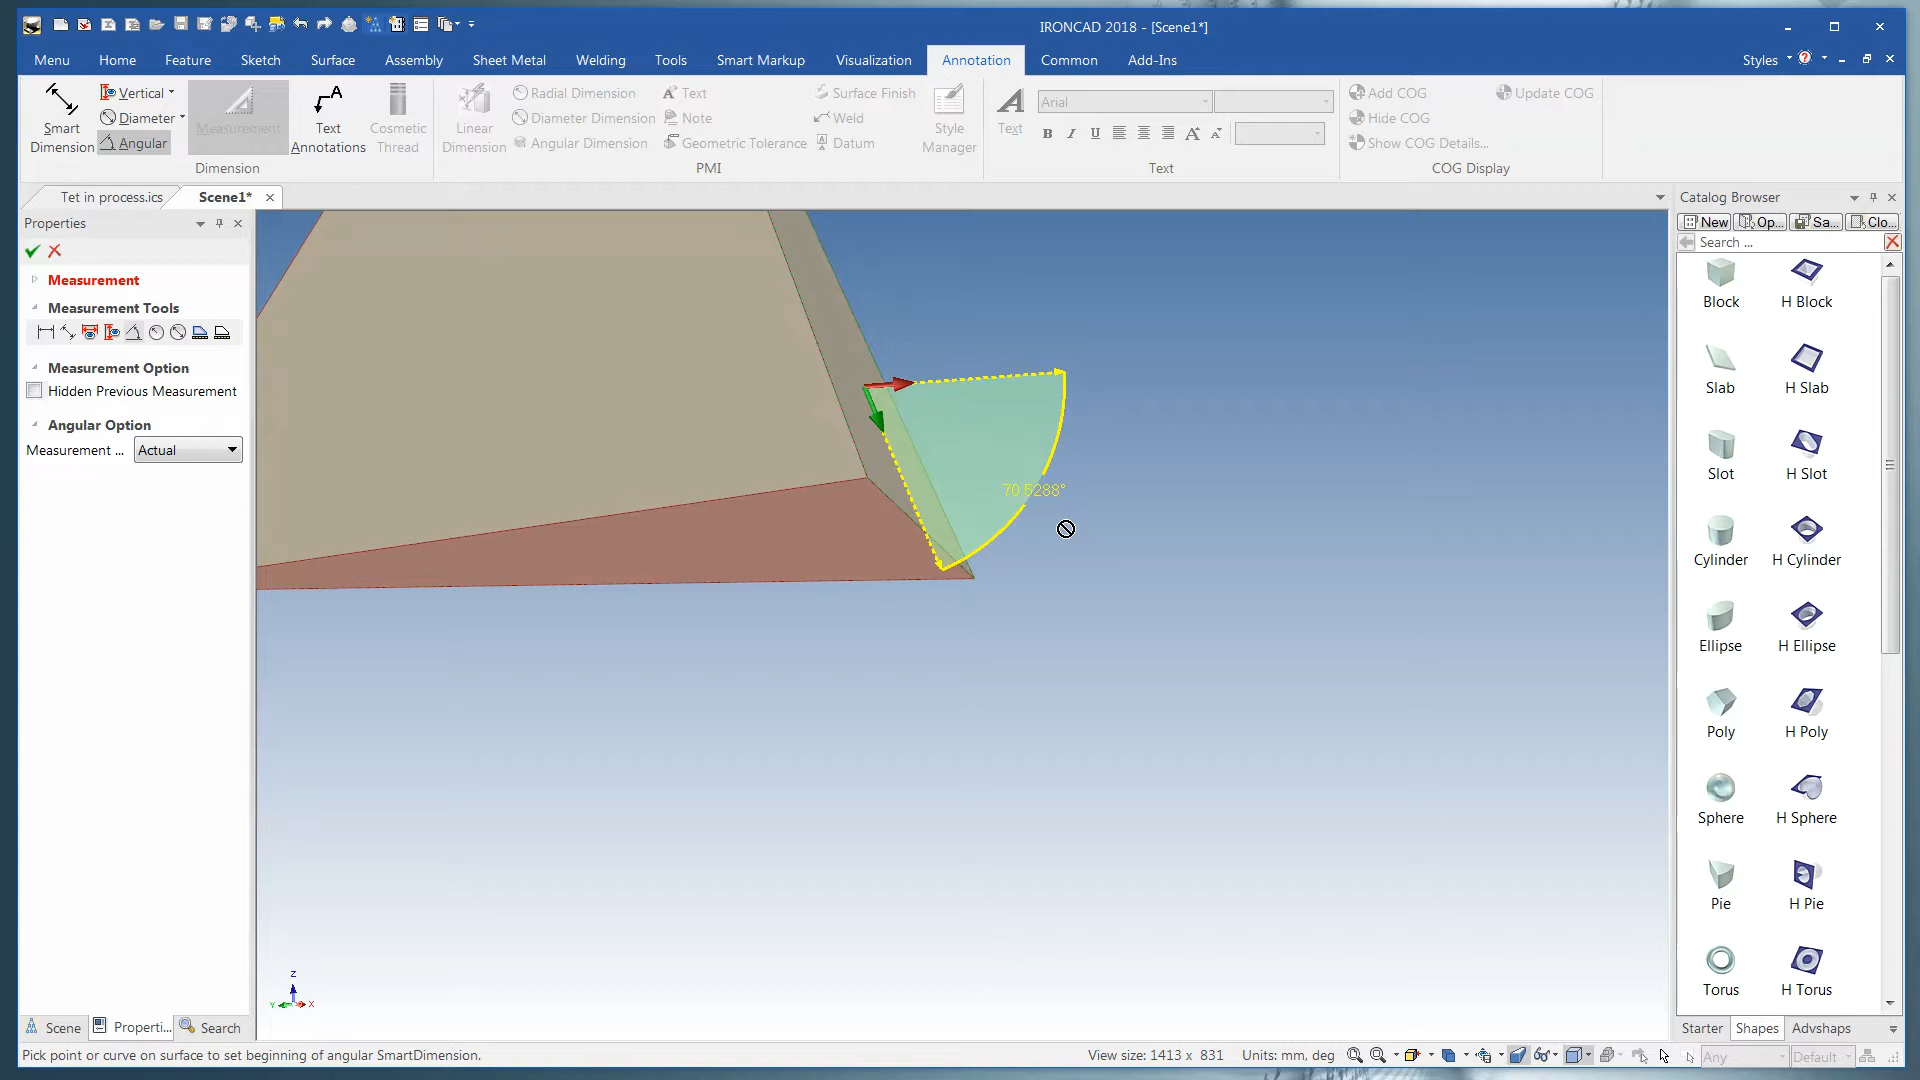 IRONCAD 2018 - [Scene1*]
Menu Home Feature Sketch Surface Assembly Sheet Metal Welding Tools Smart Markup Visualization Annotation Common Add-Ins Styles
Smart Dimension
Vertical
Diameter
Angular
Measurement
Text Annotations
Cosmetic Thread
Dimension
Linear Dimension
Radial Dimension
Diameter Dimension
Angular Dimension
Text
Note
Geometric Tolerance
Surface Finish
Weld
Datum
Style Manager
PMI
Text
Arial
B I U
Text
Add COG
Hide COG
Show COG Details...
Update COG
COG Display
Tet in process.ics Scene1*
Properties
Measurement
Measurement Tools
Measurement Option
Hidden Previous Measurement
Angular Option
Measurement ... Actual
70.5288°
Z
Y X
Catalog Browser
New Op... Sa... Clo...
Search ...
Block H Block
Slab H Slab
Slot H Slot
Cylinder H Cylinder
Ellipse H Ellipse
Poly H Poly
Sphere H Sphere
Pie H Pie
Torus H Torus
Starter Shapes Advshaps
Scene Properti... Search
Pick point or curve on surface to set beginning of angular SmartDimension.
View size: 1413 x 831 Units: mm, deg Any Default